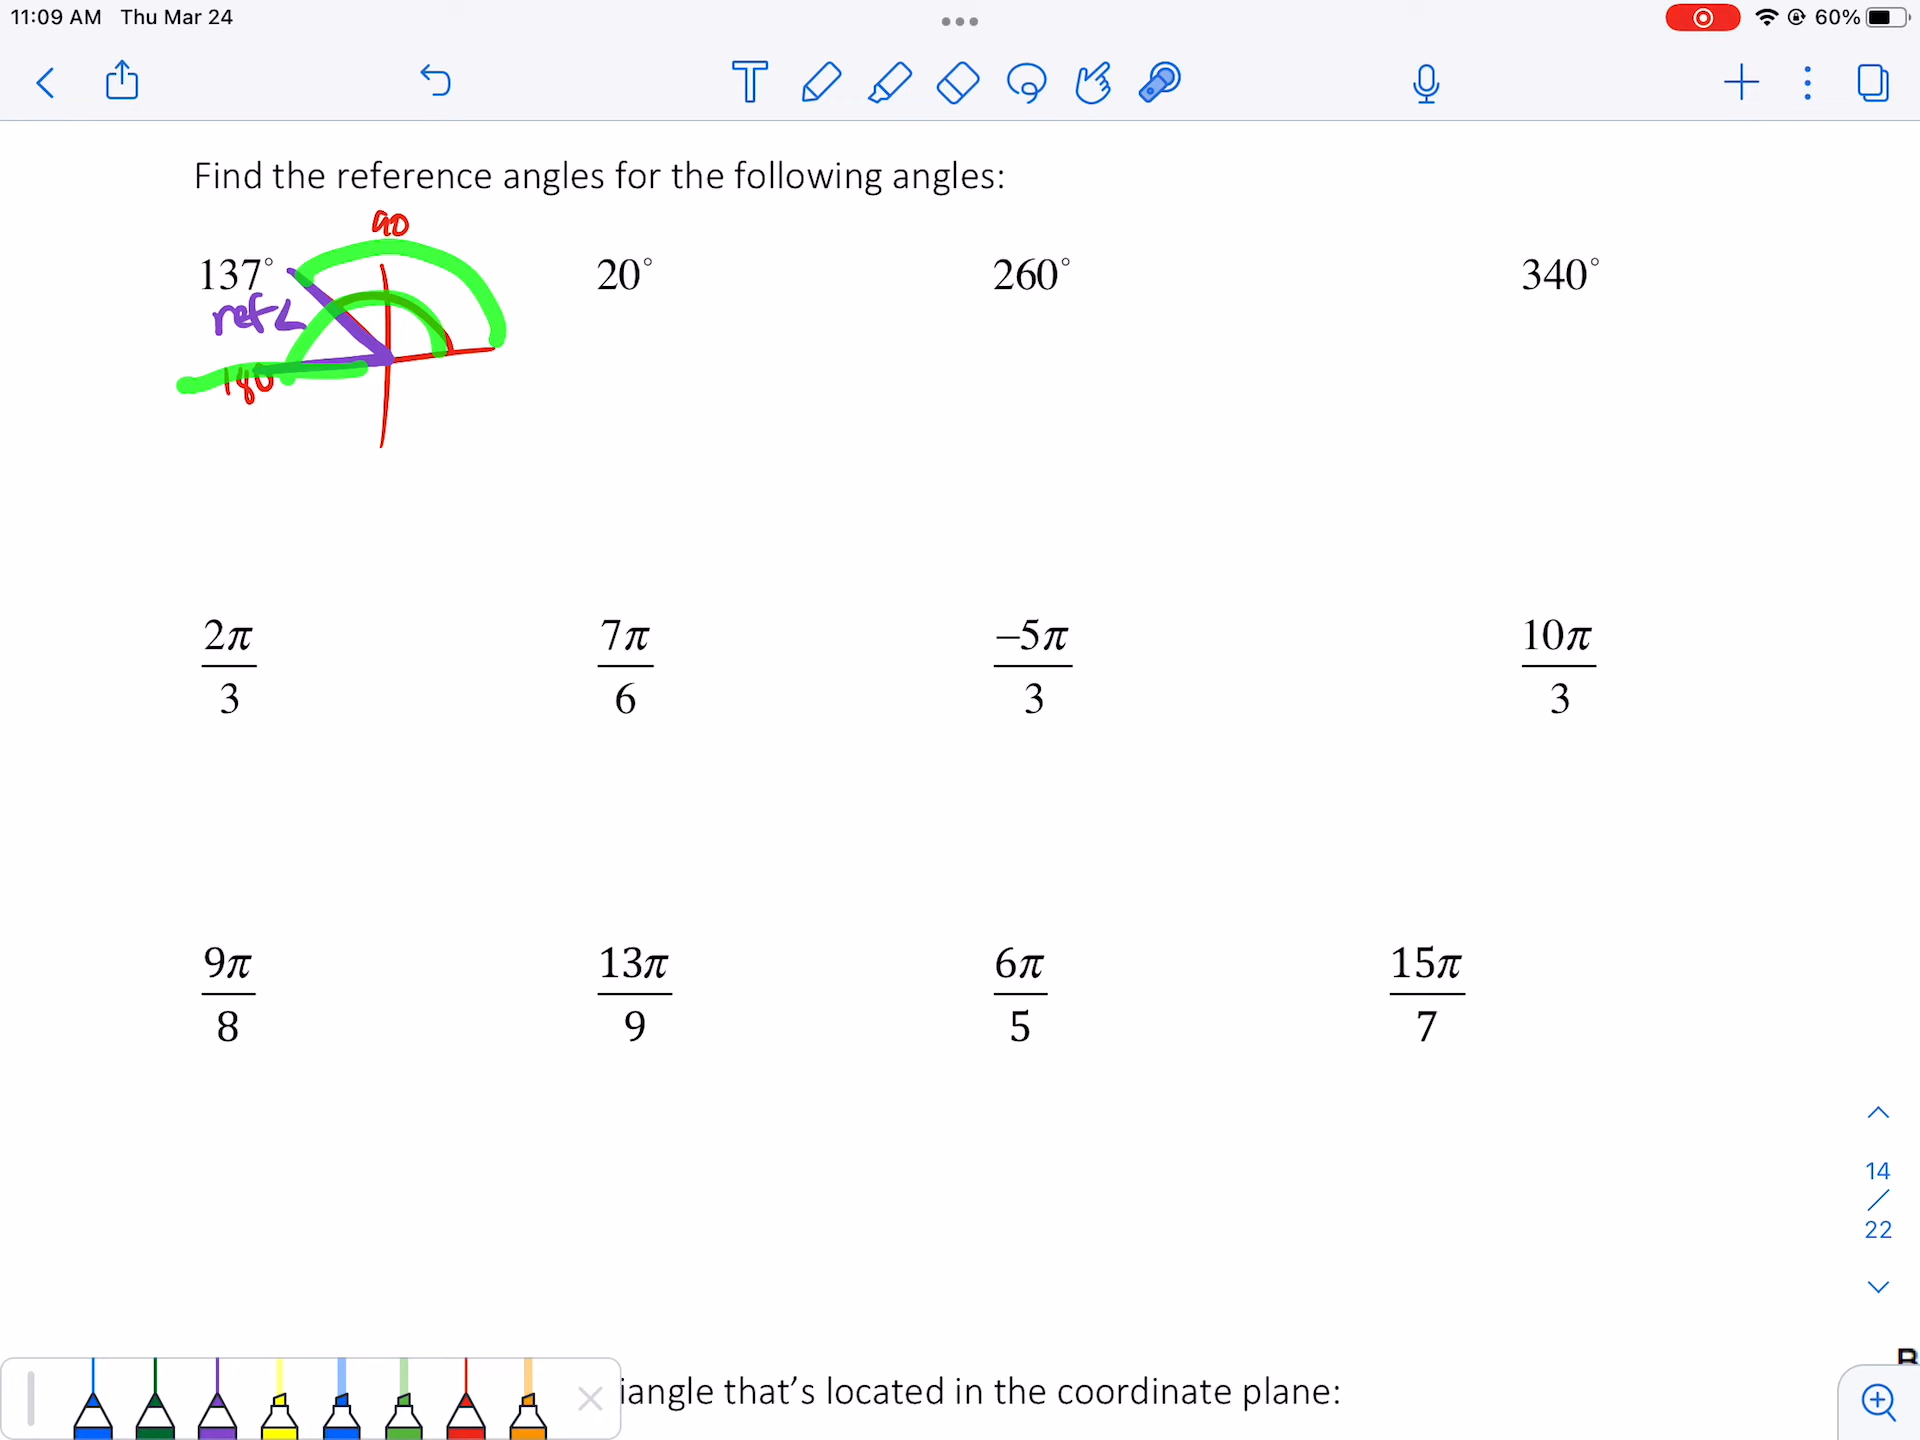 11:09 AM Thu Mar 24
60%
Find the reference angles for the following angles:
90
137° 20° 260° 340°
ref∠
180
2π/3 7π/6 −5π/3 10π/3
9π/8 13π/9 6π/5 15π/7
14
/
22
iangle that’s located in the coordinate plane: